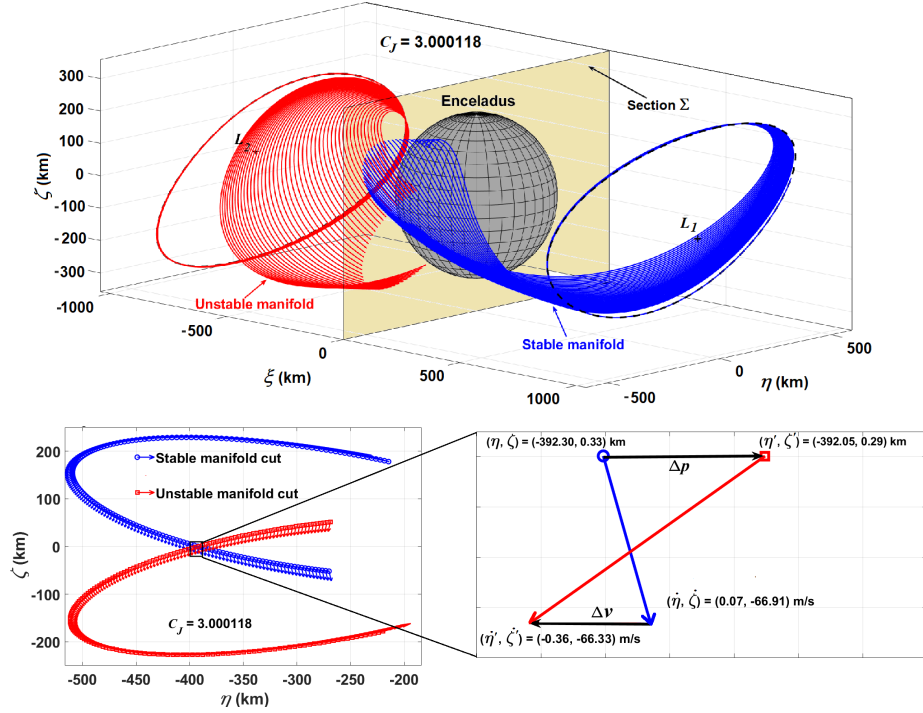 C_J = 3.000118
Section Σ
Enceladus
L_2
L_1
Unstable manifold
Stable manifold
ζ (km)
300
200
100
0
-100
-200
-300
-1000
-500
0
500
1000
ξ (km)
-500
0
500
η (km)
200
100
0
-100
-200
ζ (km)
Stable manifold cut
Unstable manifold cut
C_J = 3.000118
-500
-450
-400
-350
-300
-250
-200
η (km)
(η, ζ) = (-392.30, 0.33) km
(η′, ζ′) = (-392.05, 0.29) km
Δp
(η̇, ζ̇) = (0.07, -66.91) m/s
Δv
(η̇′, ζ̇′) = (-0.36, -66.33) m/s